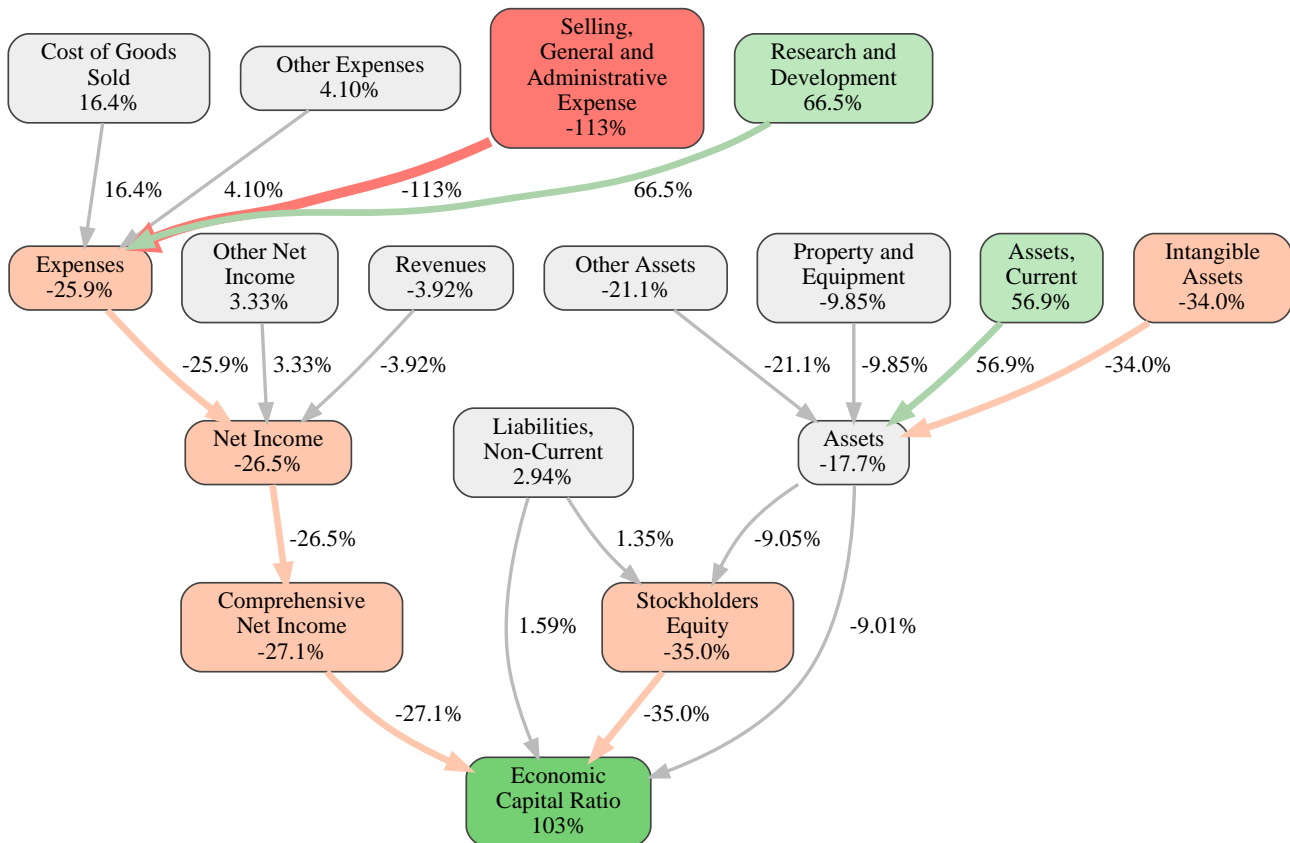 Cost of Goods
Sold
16.4%
Other Expenses
4.10%
Selling,
General and
Administrative
Expense
-113%
Research and
Development
66.5%
16.4%
4.10%
-113%
66.5%
Expenses
-25.9%
Other Net
Income
3.33%
Revenues
-3.92%
Other Assets
-21.1%
Property and
Equipment
-9.85%
Assets,
Current
56.9%
Intangible
Assets
-34.0%
-25.9%
3.33%
-3.92%
-21.1%
-9.85%
56.9%
-34.0%
Net Income
-26.5%
Liabilities,
Non-Current
2.94%
Assets
-17.7%
-26.5%
1.35%
-9.05%
Comprehensive
Net Income
-27.1%
1.59%
Stockholders
Equity
-35.0%
-9.01%
-27.1%
-35.0%
Economic
Capital Ratio
103%